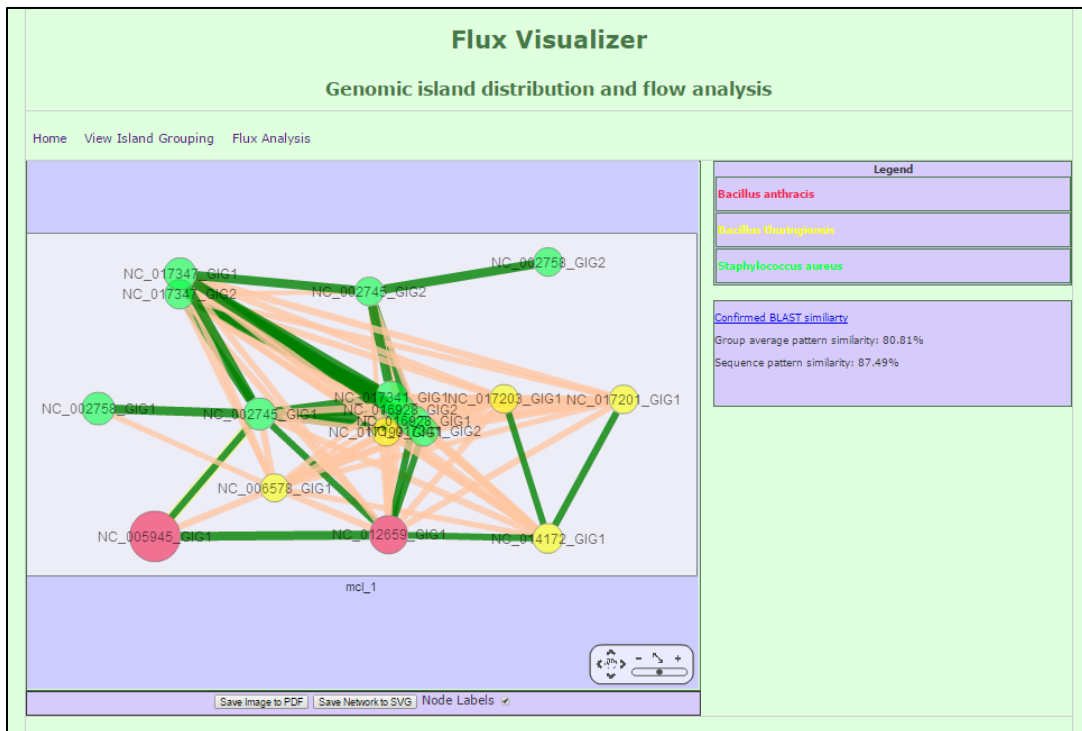 Flux Visualizer
Genomic island distribution and flow analysis
Home View Island Grouping Flux Analysis
Legend
Bacillus anthracis
Bacillus thuringiensis
Staphylococcus aureus
Confirmed BLAST similiarty
Group average pattern similarity: 80.81%
Sequence pattern similarity: 87.49%
NC_002758_GIG2
NC_017347_GIG1
NC_002745_GIG2
NC_017347_GIG2
NC_017341_GIG1
NC_017203_GIG1
NC_017201_GIG1
NC_002758_GIG1
NC_016928_GIG2
NC_002745_GIG1
NC_016928_GIG1
NC_006578_GIG1
NC_005945_GIG1
NC_012659_GIG1
NC_014172_GIG1
mcl_1
Save Image to PDF Save Network to SVG Node Labels